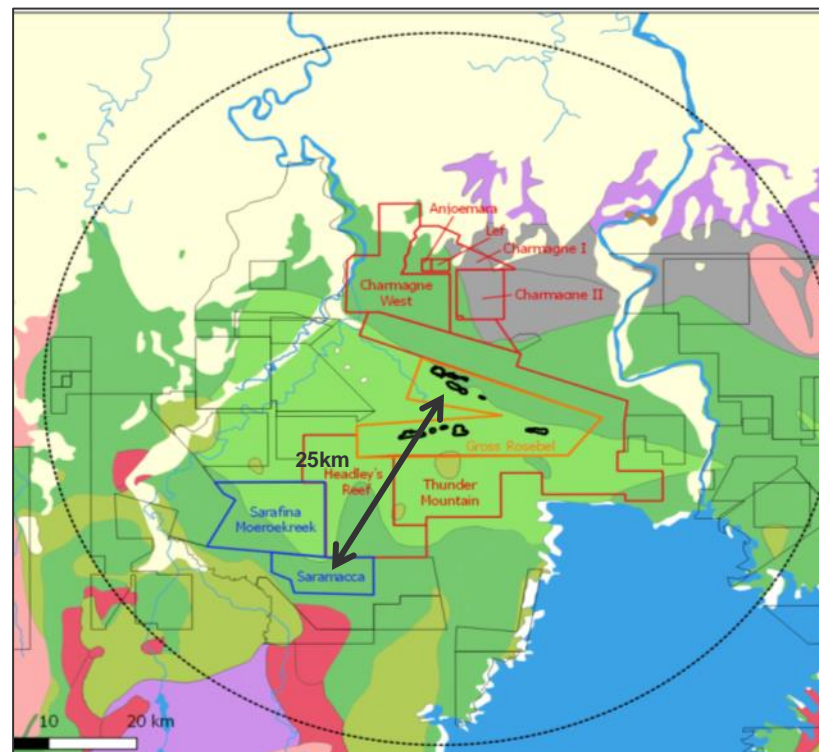 Anjoemara
Lef
Charmagne I
Charmagne
West
Charmagne II
25km
Gross Rosebel
Headley's
Reef
Thunder
Mountain
Sarafina
Moeroekreek
Saramacca
10 20 km